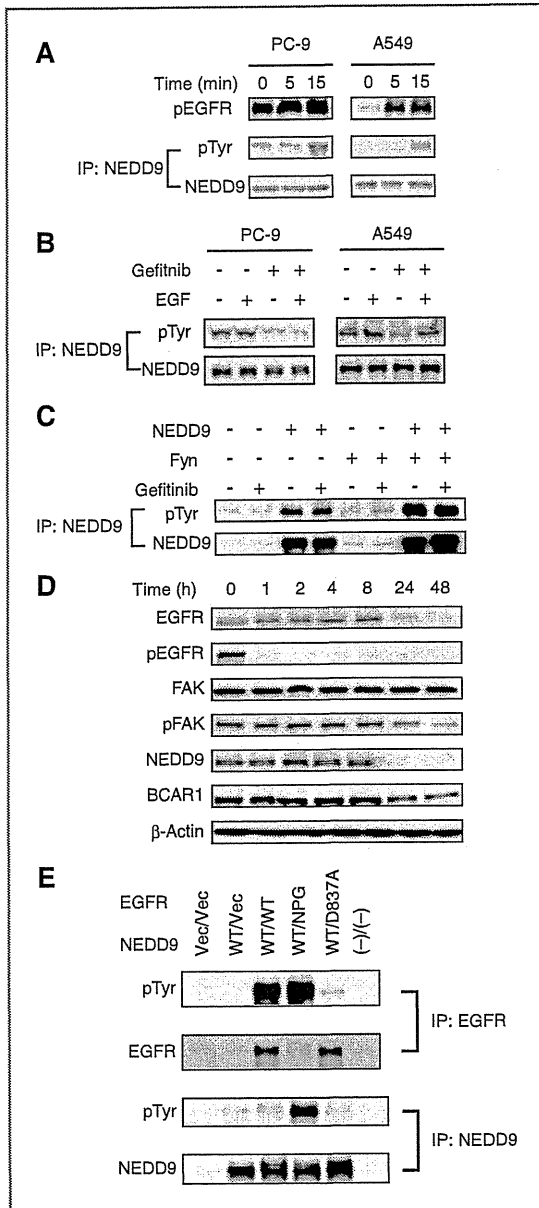 A
PC-9 A549
Time (min) 0 5 15 0 5 15
pEGFR
pTyr
IP: NEDD9
NEDD9
B
PC-9 A549
Gefitnib - - + + - - + +
EGF - + - + - + - +
pTyr
IP: NEDD9
NEDD9
C
NEDD9 - - + + - - + +
Fyn - - - - + + + +
Gefitinib - + - + - + - +
pTyr
IP: NEDD9
NEDD9
D
Time (h) 0 1 2 4 8 24 48
EGFR
pEGFR
FAK
pFAK
NEDD9
BCAR1
β-Actin
E
EGFR
NEDD9
Vec/Vec
WT/Vec
WT/WT
WT/NPG
WT/D837A
(–)/(–)
pTyr
IP: EGFR
EGFR
pTyr
IP: NEDD9
NEDD9